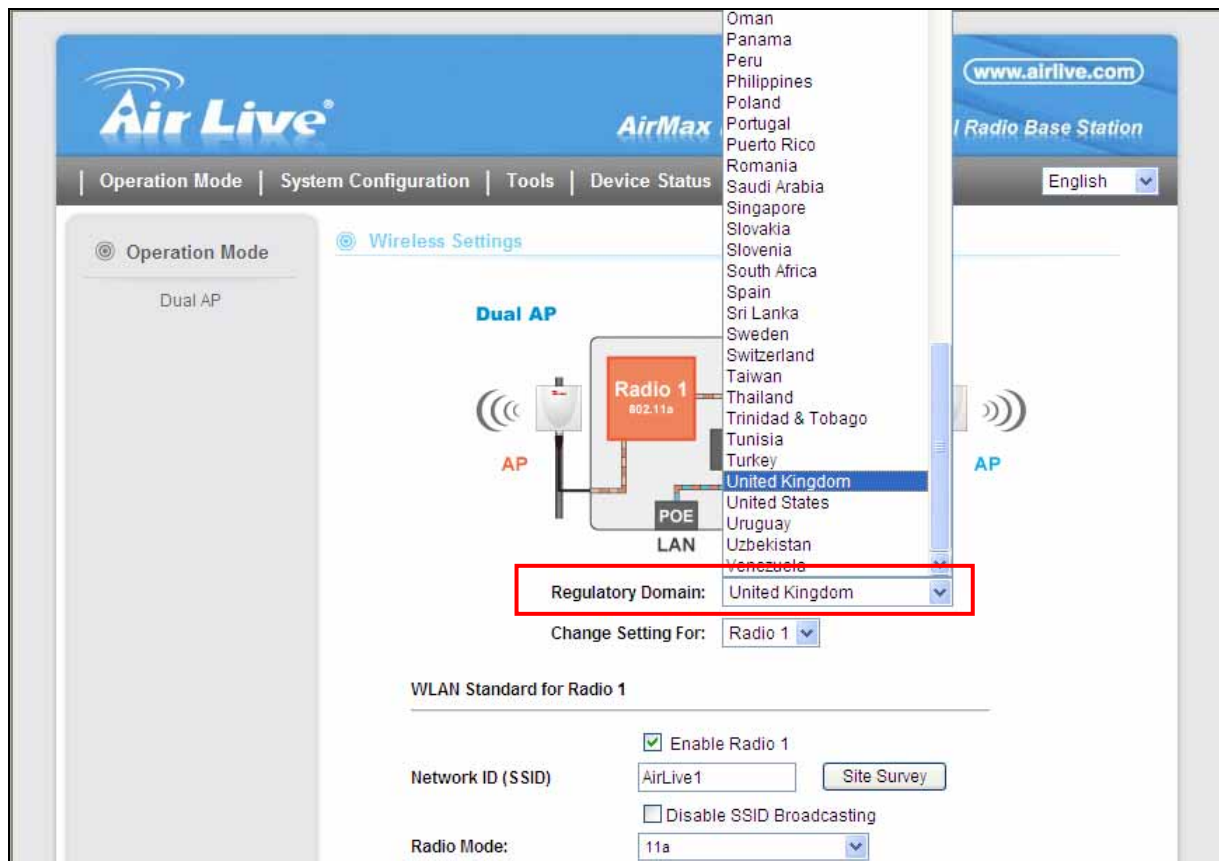 Air Live®
www.airlive.com
AirMax
l Radio Base Station
Operation Mode | System Configuration | Tools | Device Status
English
Operation Mode
Dual AP
Wireless Settings
Dual AP
Radio 1
802.11a
AP
AP
POE
LAN
Oman
Panama
Peru
Philippines
Poland
Portugal
Puerto Rico
Romania
Saudi Arabia
Singapore
Slovakia
Slovenia
South Africa
Spain
Sri Lanka
Sweden
Switzerland
Taiwan
Thailand
Trinidad & Tobago
Tunisia
Turkey
United Kingdom
United States
Uruguay
Uzbekistan
Venezuela
Regulatory Domain: United Kingdom
Change Setting For: Radio 1
WLAN Standard for Radio 1
Enable Radio 1
Network ID (SSID) AirLive1 Site Survey
Disable SSID Broadcasting
Radio Mode: 11a